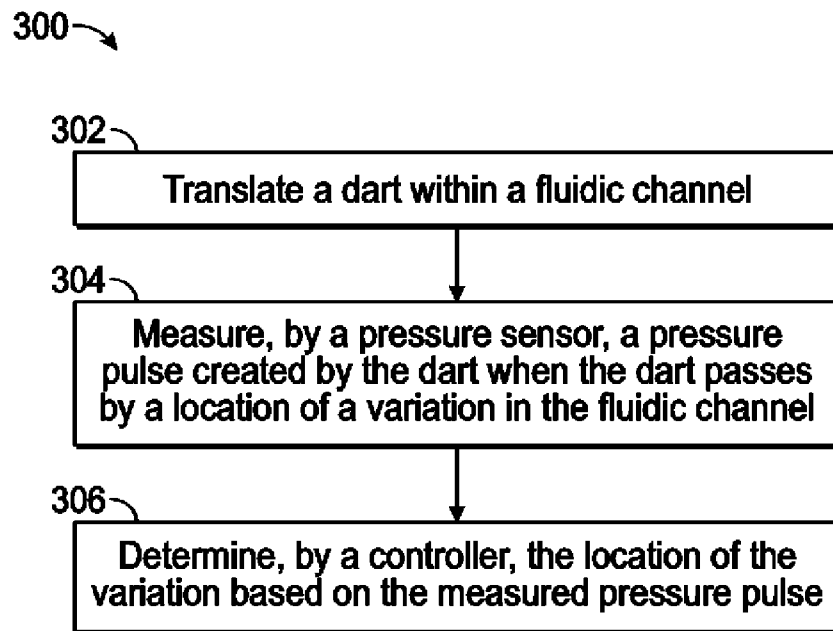 300
302
Translate a dart within a fluidic channel
304
Measure, by a pressure sensor, a pressure
pulse created by the dart when the dart passes
by a location of a variation in the fluidic channel
306
Determine, by a controller, the location of the
variation based on the measured pressure pulse